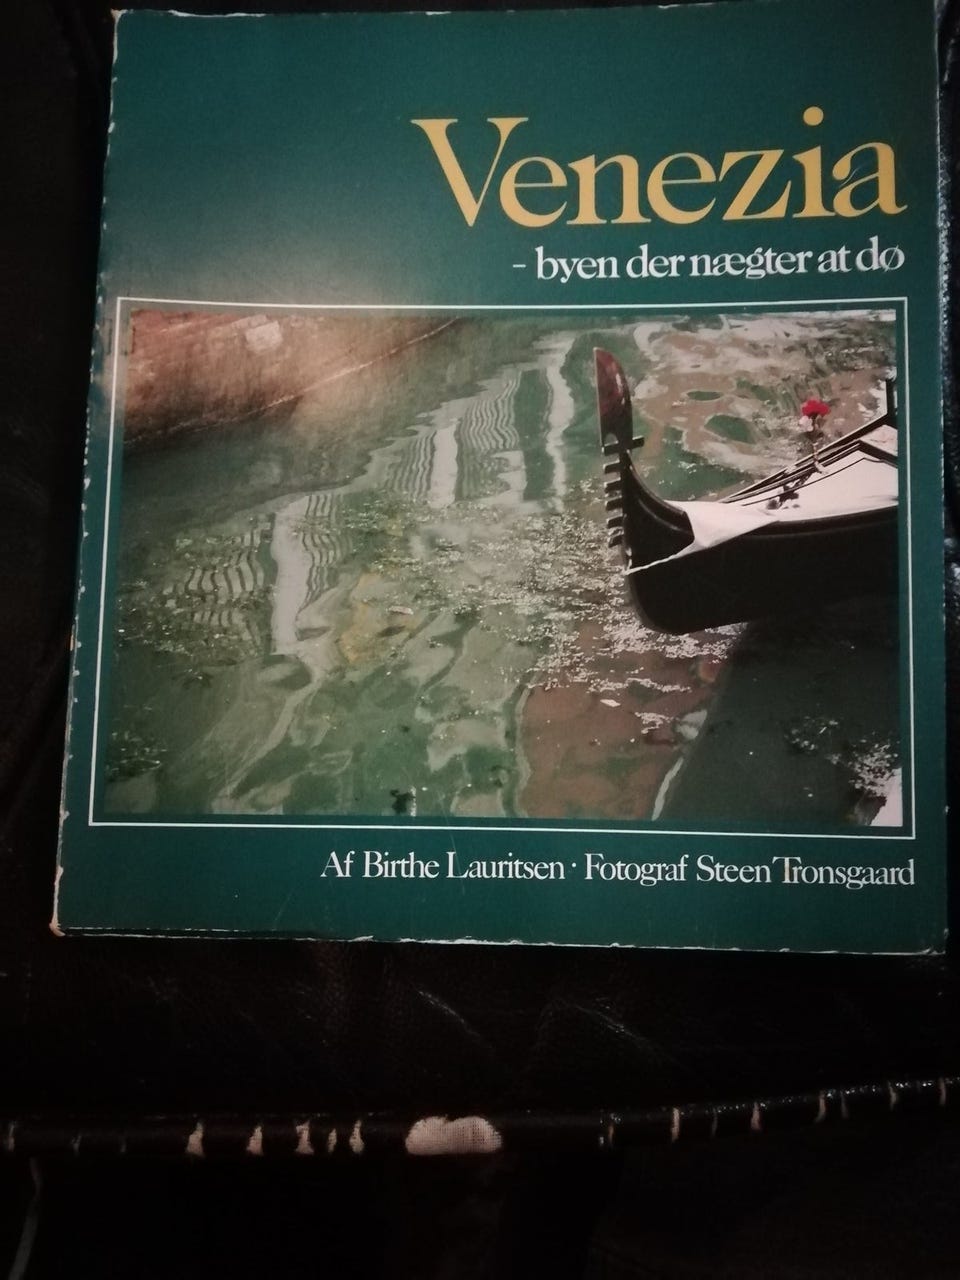 Venezia
- byen der nægter at dø
Af Birthe Lauritsen · Fotograf Steen Tronsgaard